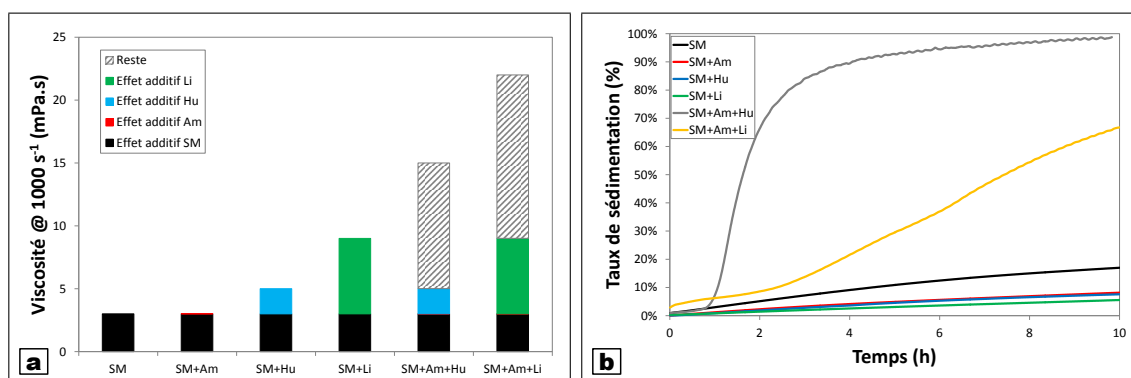 Viscosité @ 1000 s⁻¹ (mPa.s)
25
20
15
10
5
0
Reste
Effet additif Li
Effet additif Hu
Effet additif Am
Effet additif SM
SM
SM+Am
SM+Hu
SM+Li
SM+Am+Hu
SM+Am+Li
a
Taux de sédimentation (%)
100%
90%
80%
70%
60%
50%
40%
30%
20%
10%
0%
SM
SM+Am
SM+Hu
SM+Li
SM+Am+Hu
SM+Am+Li
0
2
4
6
8
10
Temps (h)
b